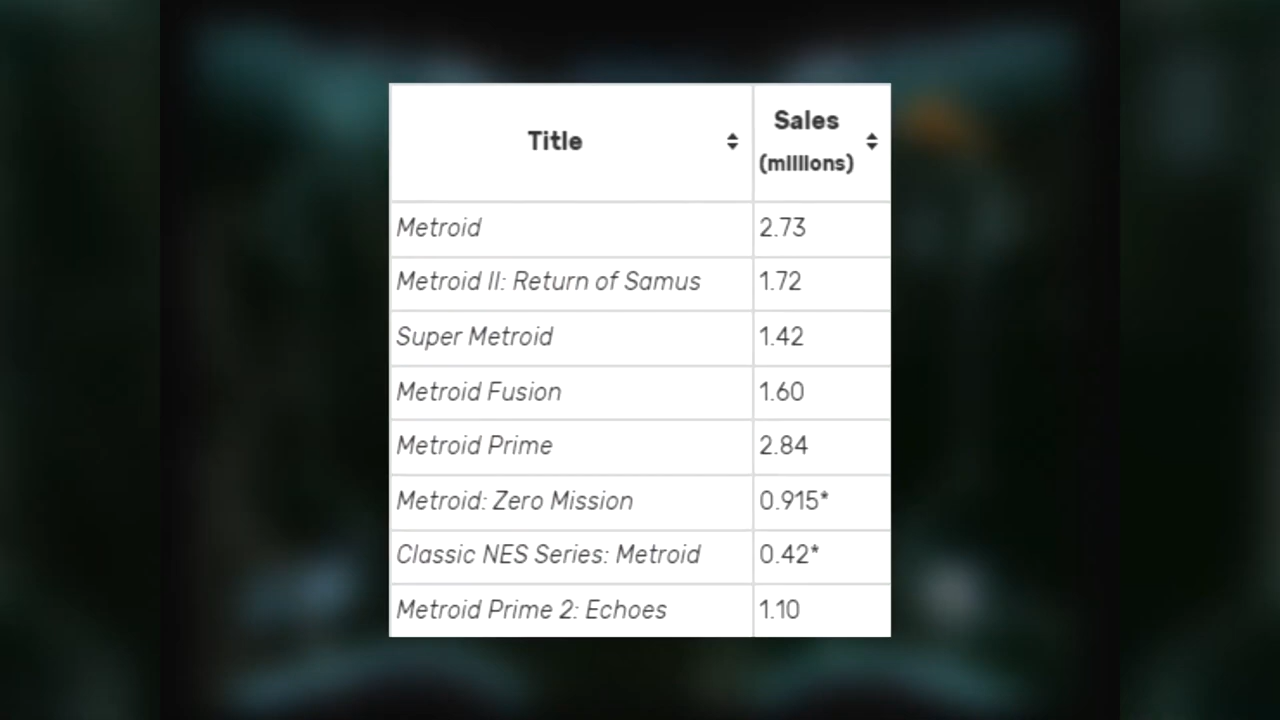 Title
Sales
(millions)
Metroid 2.73
Metroid II: Return of Samus 1.72
Super Metroid 1.42
Metroid Fusion 1.60
Metroid Prime 2.84
Metroid: Zero Mission 0.915*
Classic NES Series: Metroid 0.42*
Metroid Prime 2: Echoes 1.10